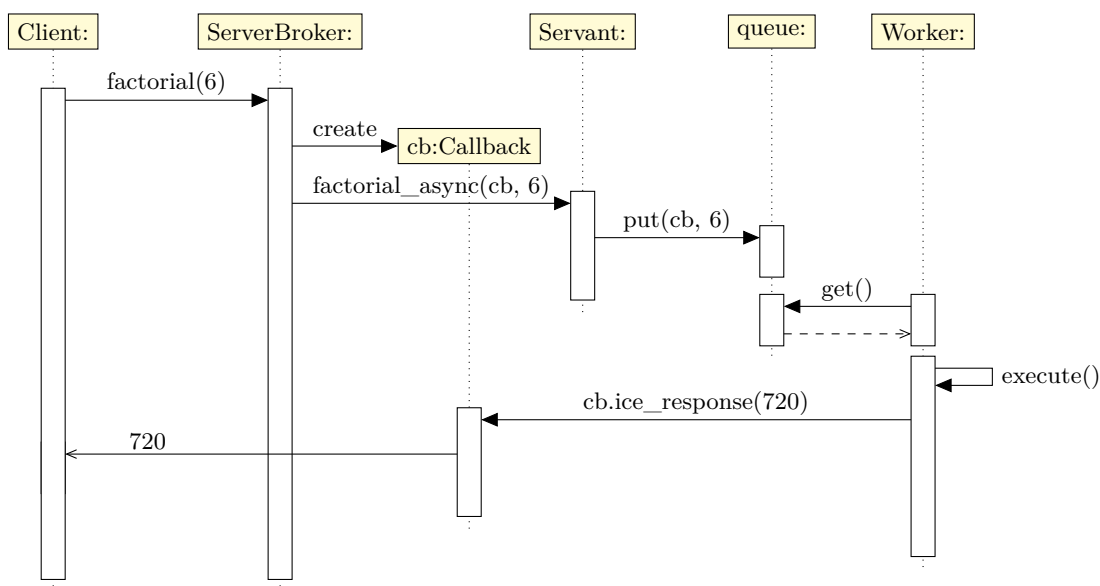 Client:
ServerBroker:
Servant:
queue:
Worker:
factorial(6)
create
cb:Callback
factorial_async(cb, 6)
put(cb, 6)
get()
execute()
cb.ice_response(720)
720